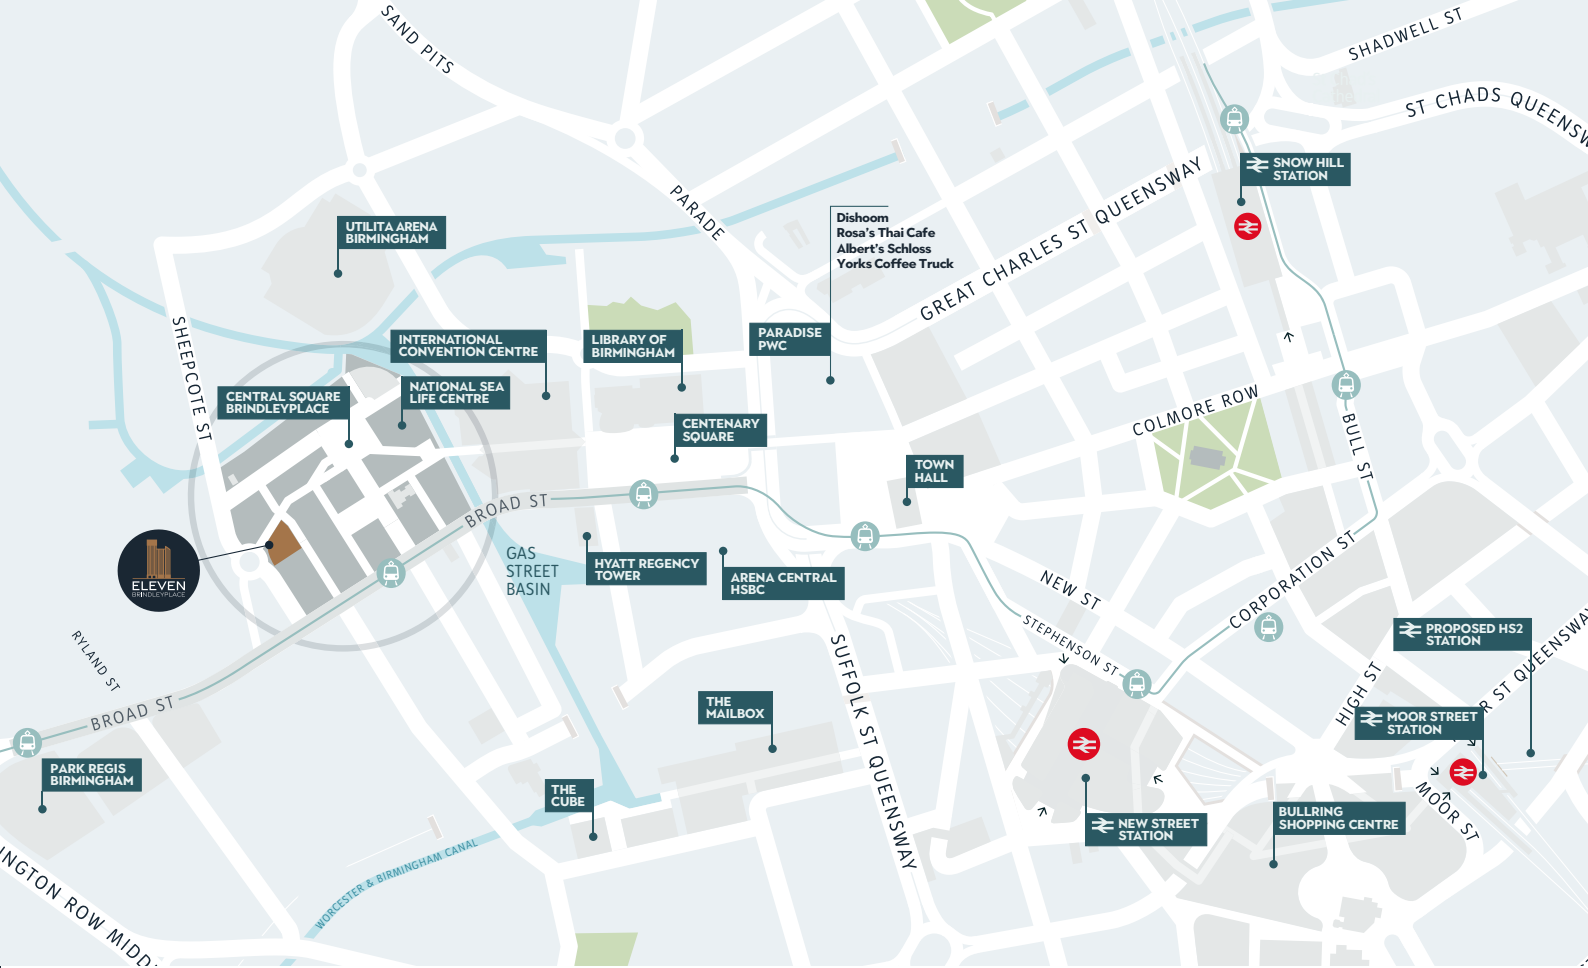 SAND PITS
SHADWELL ST
ST CHADS QUEENSWAY
SNOW HILL
STATION
PARADE
GREAT CHARLES ST QUEENSWAY
UTILITA ARENA
BIRMINGHAM
Dishoom
Rosa's Thai Cafe
Albert's Schloss
Yorks Coffee Truck
SHEEPCOTE ST
INTERNATIONAL
CONVENTION CENTRE
LIBRARY OF
BIRMINGHAM
PARADISE
PWC
NATIONAL SEA
LIFE CENTRE
CENTRAL SQUARE
BRINDLEYPLACE
CENTENARY
SQUARE
COLMORE ROW
BULL ST
TOWN
HALL
BROAD ST
GAS
STREET
BASIN
HYATT REGENCY
TOWER
ARENA CENTRAL
HSBC
ELEVEN
BRINDLEYPLACE
NEW ST
CORPORATION ST
STEPHENSON ST
RYLAND ST
BROAD ST
SUFFOLK ST QUEENSWAY
PROPOSED HS2
STATION
HIGH ST
R ST QUEENSWAY
MOOR STREET
STATION
THE
MAILBOX
PARK REGIS
BIRMINGHAM
THE
CUBE
NEW STREET
STATION
BULLRING
SHOPPING CENTRE
MOOR ST
WORCESTER & BIRMINGHAM CANAL
INGTON ROW MIDD